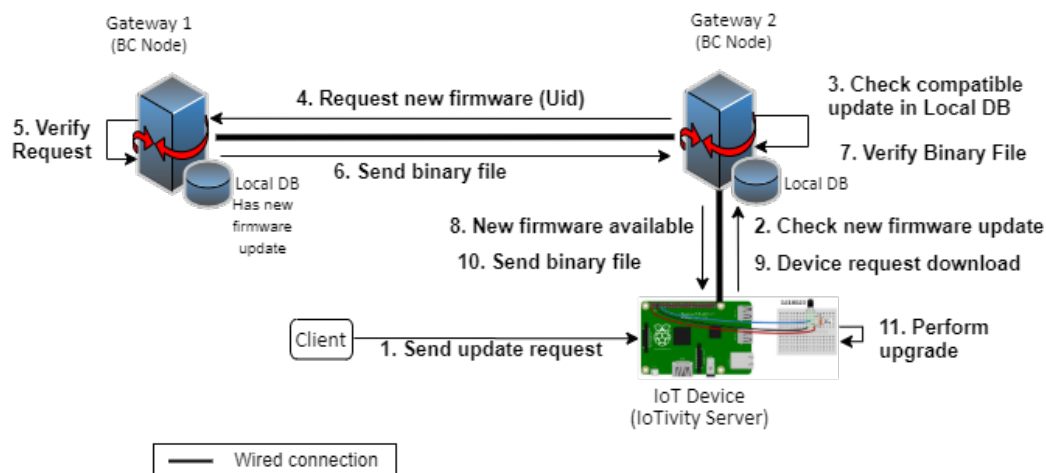 Gateway 1
(BC Node)
Gateway 2
(BC Node)
4. Request new firmware (Uid)
3. Check compatible
update in Local DB
5. Verify
Request
7. Verify Binary File
6. Send binary file
Local DB
Has new
firmware
update
Local DB
8. New firmware available
2. Check new firmware update
10. Send binary file
9. Device request download
Client
1. Send update request
11. Perform
upgrade
IoT Device
(IoTivity Server)
Wired connection